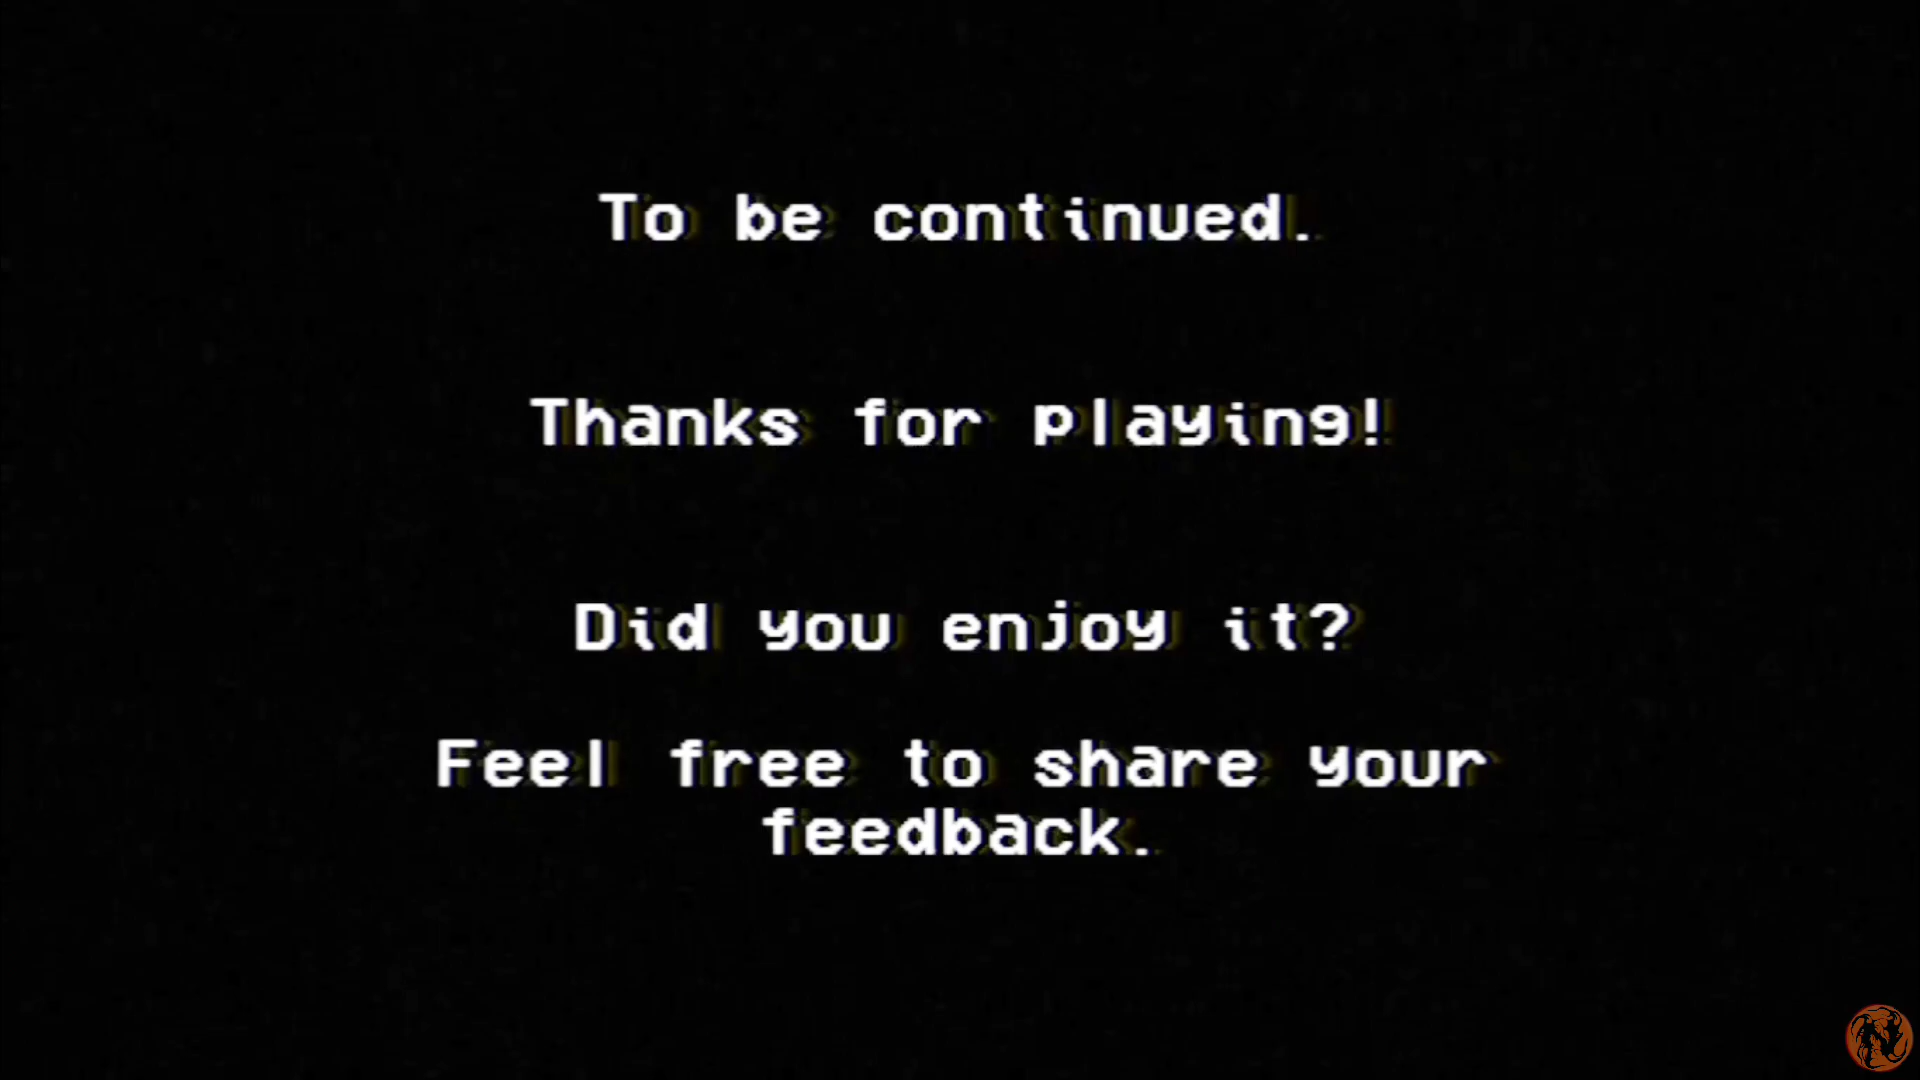 To be continued.
Thanks for playing!
Did you enjoy it?
Feel free to share your
feedback.
N